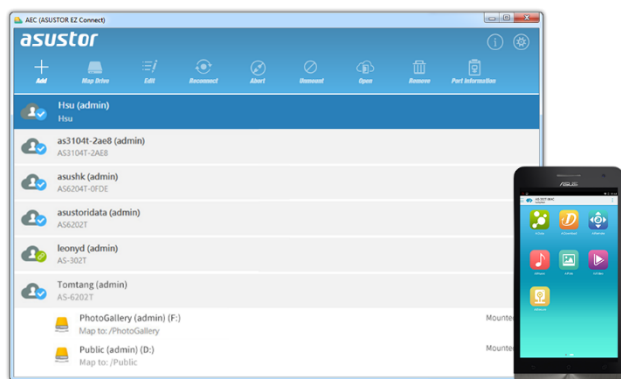 AEC (ASUSTOR EZ Connect)
asustor
Add Map Drive Edit Reconnect Abort Unmount Open Remove Port Information
Hsu (admin)
Hsu
as3104t-2ae8 (admin)
AS3104T-2AE8
asushk (admin)
AS6204T-0FDE
asustoridata (admin)
AS6202T
leonyd (admin)
AS-302T
Tomtang (admin)
AS-6202T
PhotoGallery (admin) (F:)
Mounte
Map to: /PhotoGallery
Public (admin) (D:)
Mounte
Map to: /Public
ASUS